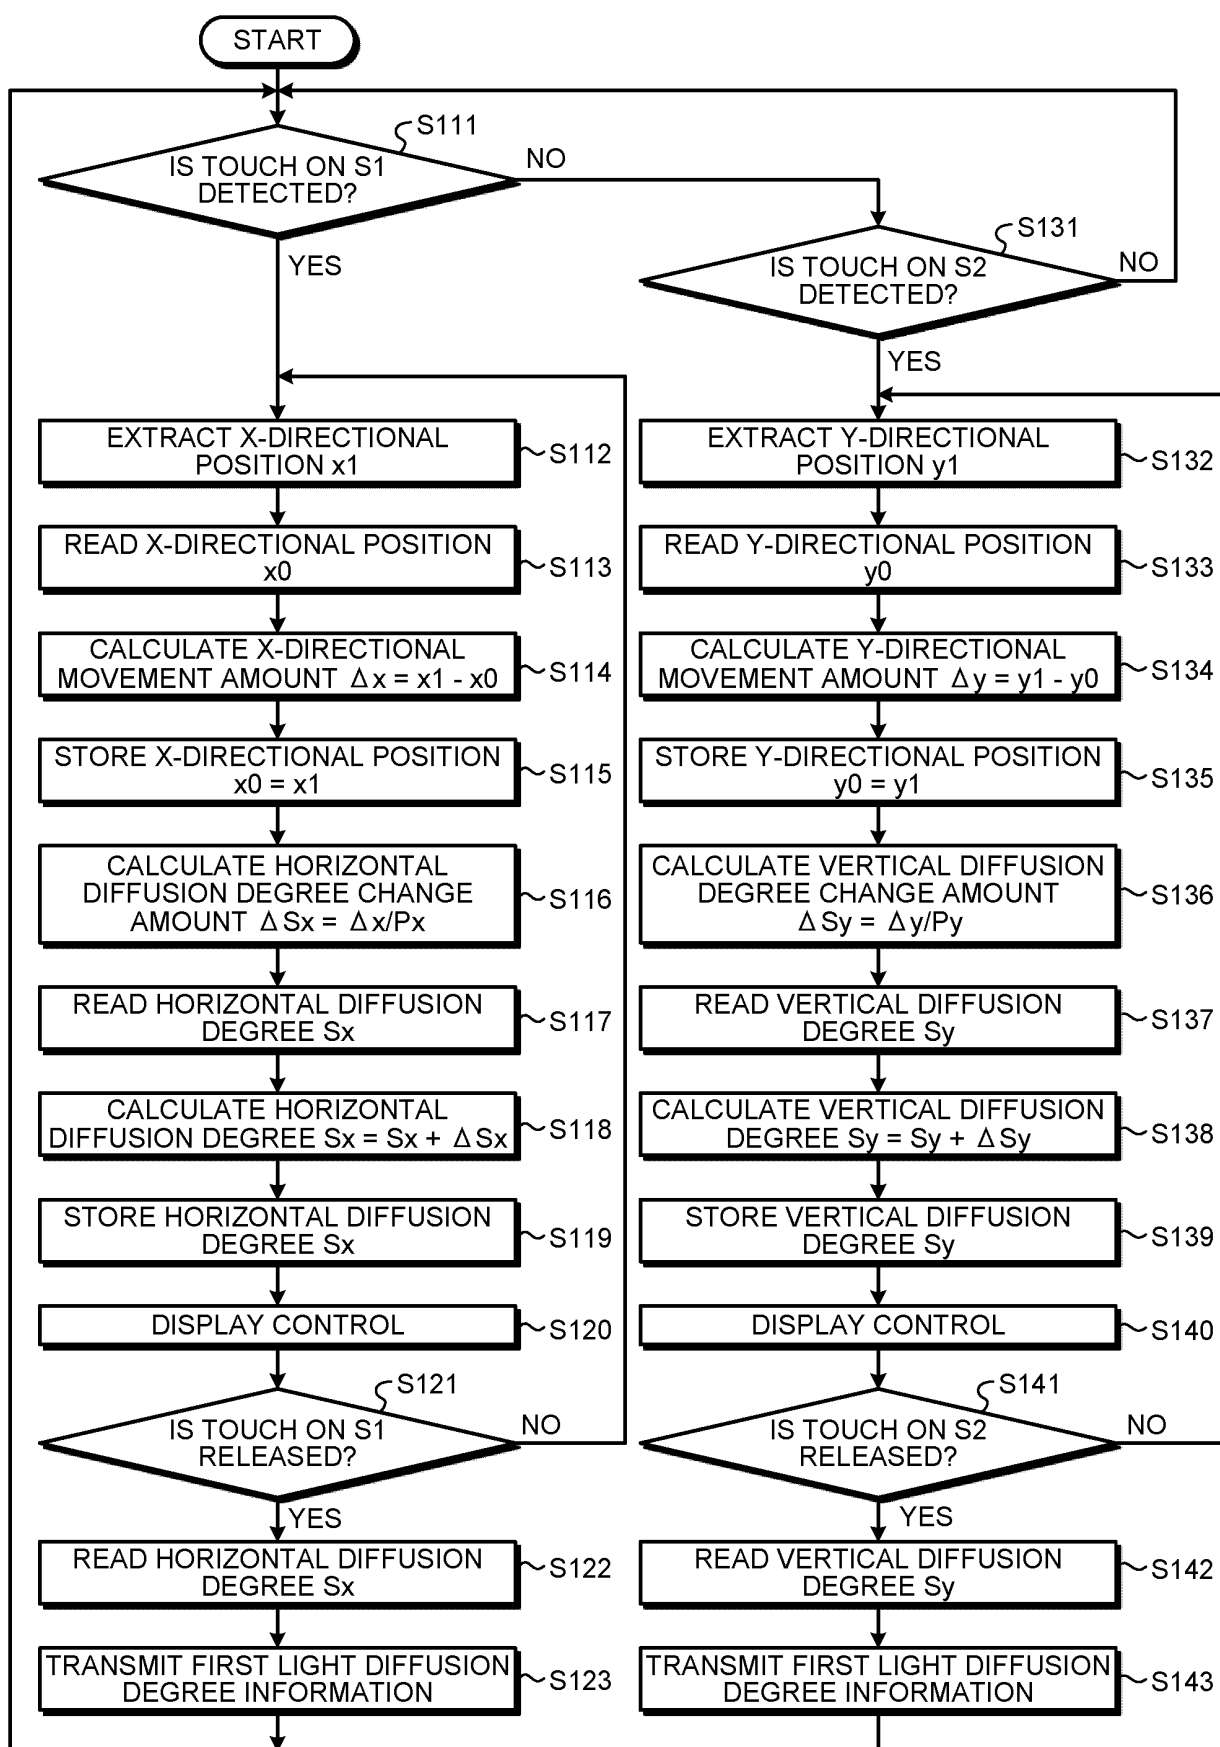 START
IS TOUCH ON S1
DETECTED?
S111
NO
YES
IS TOUCH ON S2
DETECTED?
S131
NO
YES
EXTRACT X-DIRECTIONAL
POSITION x1
S112
READ X-DIRECTIONAL POSITION
x0
S113
CALCULATE X-DIRECTIONAL
MOVEMENT AMOUNT Δx = x1 - x0
S114
STORE X-DIRECTIONAL POSITION
x0 = x1
S115
CALCULATE HORIZONTAL
DIFFUSION DEGREE CHANGE
AMOUNT ΔSx = Δx/Px
S116
READ HORIZONTAL DIFFUSION
DEGREE Sx
S117
CALCULATE HORIZONTAL
DIFFUSION DEGREE Sx = Sx + ΔSx
S118
STORE HORIZONTAL DIFFUSION
DEGREE Sx
S119
DISPLAY CONTROL
S120
IS TOUCH ON S1
RELEASED?
S121
NO
YES
READ HORIZONTAL DIFFUSION
DEGREE Sx
S122
TRANSMIT FIRST LIGHT DIFFUSION
DEGREE INFORMATION
S123
EXTRACT Y-DIRECTIONAL
POSITION y1
S132
READ Y-DIRECTIONAL POSITION
y0
S133
CALCULATE Y-DIRECTIONAL
MOVEMENT AMOUNT Δy = y1 - y0
S134
STORE Y-DIRECTIONAL POSITION
y0 = y1
S135
CALCULATE VERTICAL DIFFUSION
DEGREE CHANGE AMOUNT
ΔSy = Δy/Py
S136
READ VERTICAL DIFFUSION
DEGREE Sy
S137
CALCULATE VERTICAL DIFFUSION
DEGREE Sy = Sy + ΔSy
S138
STORE VERTICAL DIFFUSION
DEGREE Sy
S139
DISPLAY CONTROL
S140
IS TOUCH ON S2
RELEASED?
S141
NO
YES
READ VERTICAL DIFFUSION
DEGREE Sy
S142
TRANSMIT FIRST LIGHT DIFFUSION
DEGREE INFORMATION
S143